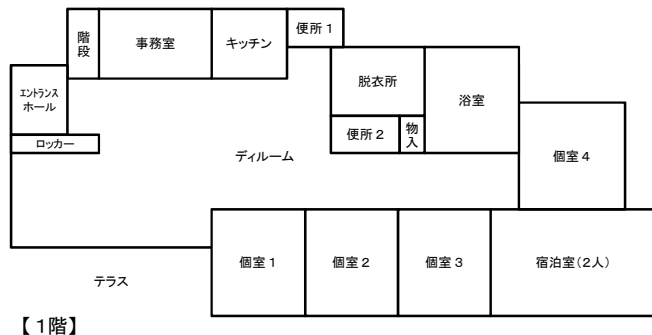 便所1
階段
事務室
キッチン
脱衣所
浴室
エントランス
ホール
便所2
物入
ロッカー
ディルーム
個室4
個室1
個室2
個室3
宿泊室(2人)
テラス
【1階】